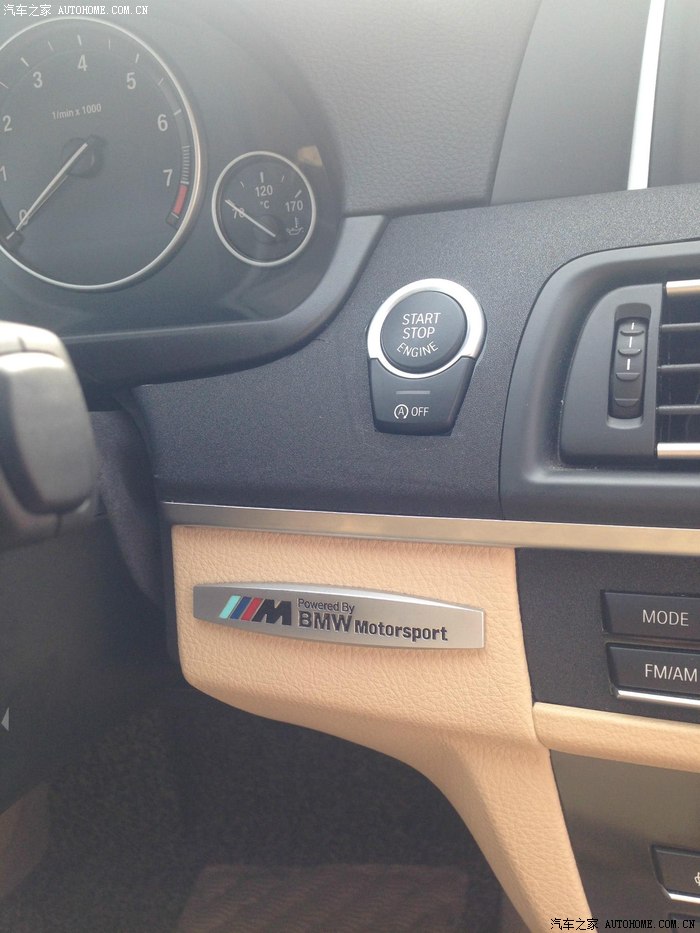 汽车之家 AUTOHOME.COM.CN
0
1
2
3
4
5
6
7
1/min x 1000
70
120
170
°C
START
STOP
ENGINE
A OFF
M Powered By
BMW Motorsport
MODE
FM/AM
汽车之家 AUTOHOME.COM.CN